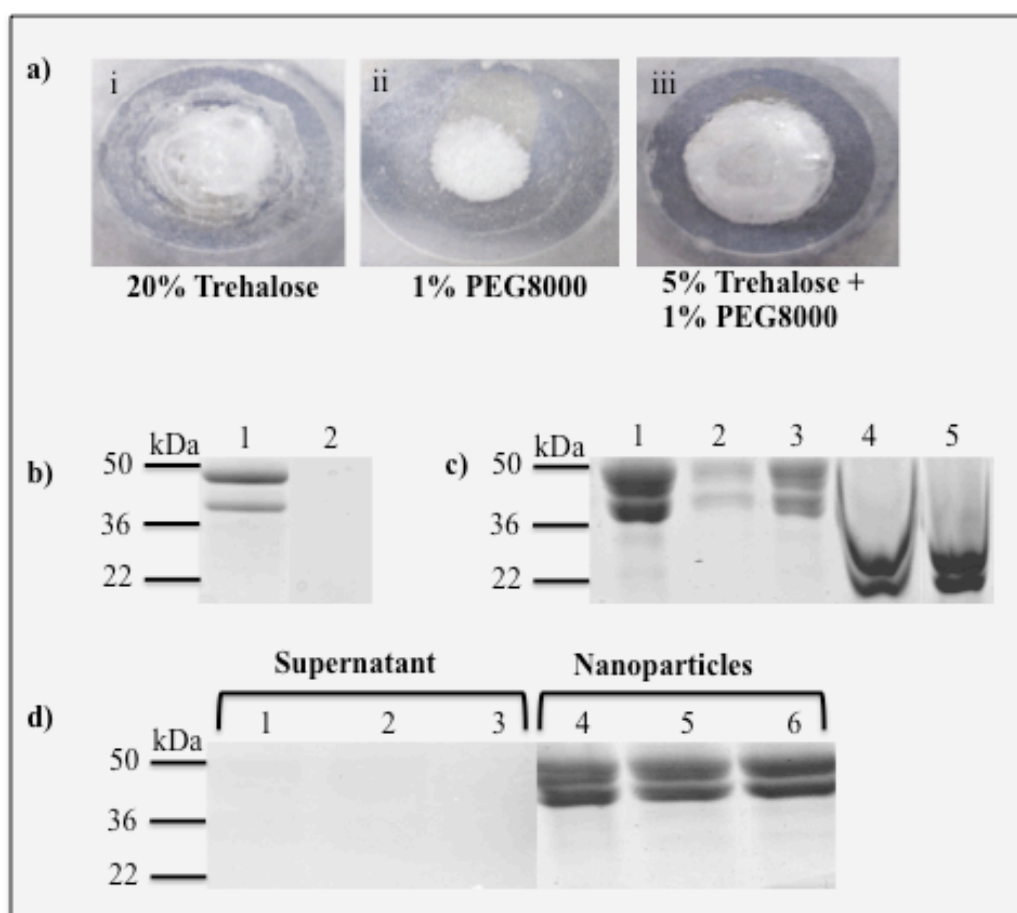 a)
i ii iii
20% Trehalose 1% PEG8000 5% Trehalose +
1% PEG8000
b)
kDa 1 2
50
36
22
c)
kDa 1 2 3 4 5
50
36
22
Supernatant Nanoparticles
d)
kDa 1 2 3 4 5 6
50
36
22